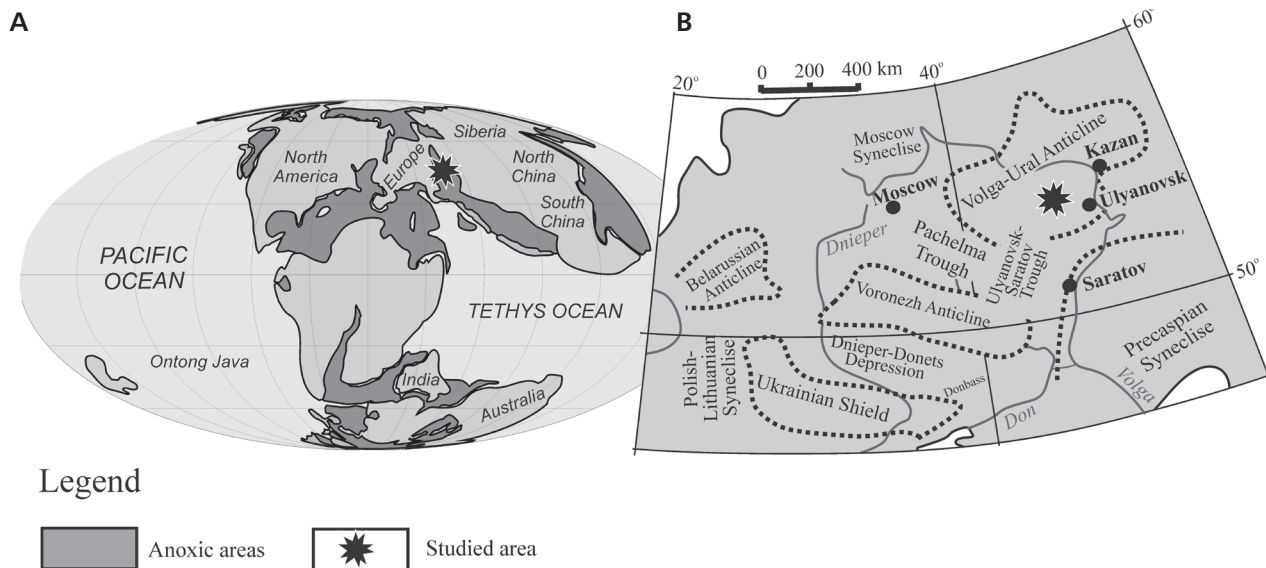 A
B
Siberia
North
America
Europe
North
China
South
China
PACIFIC
OCEAN
TETHYS OCEAN
Ontong Java
India
Australia
20°
0 200 400 km
40°
60°
Moscow
Syneclise
Volga-Ural Anticline
Kazan
Moscow
Ulyanovsk
Dnieper
Pachelma
Trough
Ulyanovsk-
Saratov
Trough
Belarussian
Anticline
Saratov
50°
Voronezh Anticline
Precaspian
Syneclise
Polish-
Lithuanian
Syneclise
Dnieper-Donets
Depression
Ukrainian Shield
Donbass
Don
Volga
Legend
Anoxic areas
Studied area